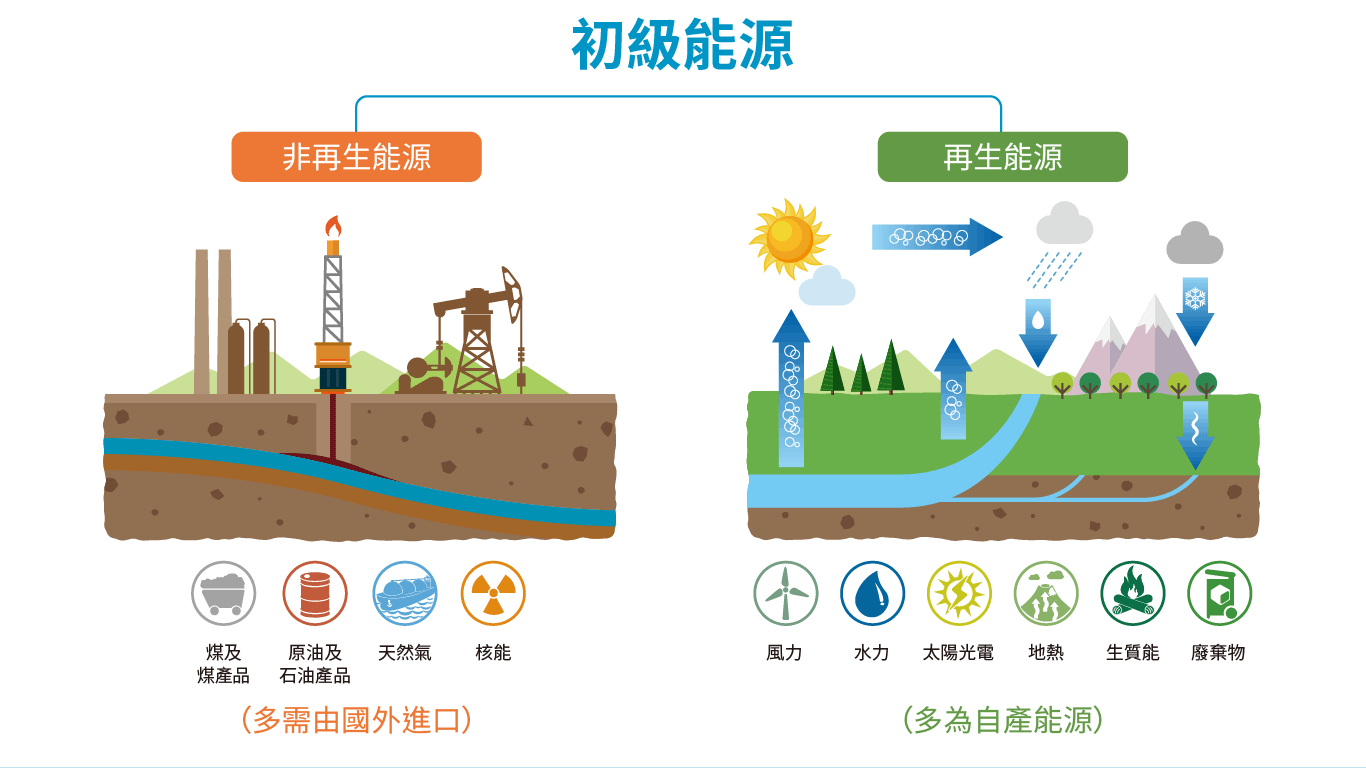 初級能源
非再生能源
再生能源
煤及
煤產品
原油及
石油產品
天然氣
核能
風力
水力
太陽光電
地熱
生質能
廢棄物
（多需由國外進口）
（多為自產能源）